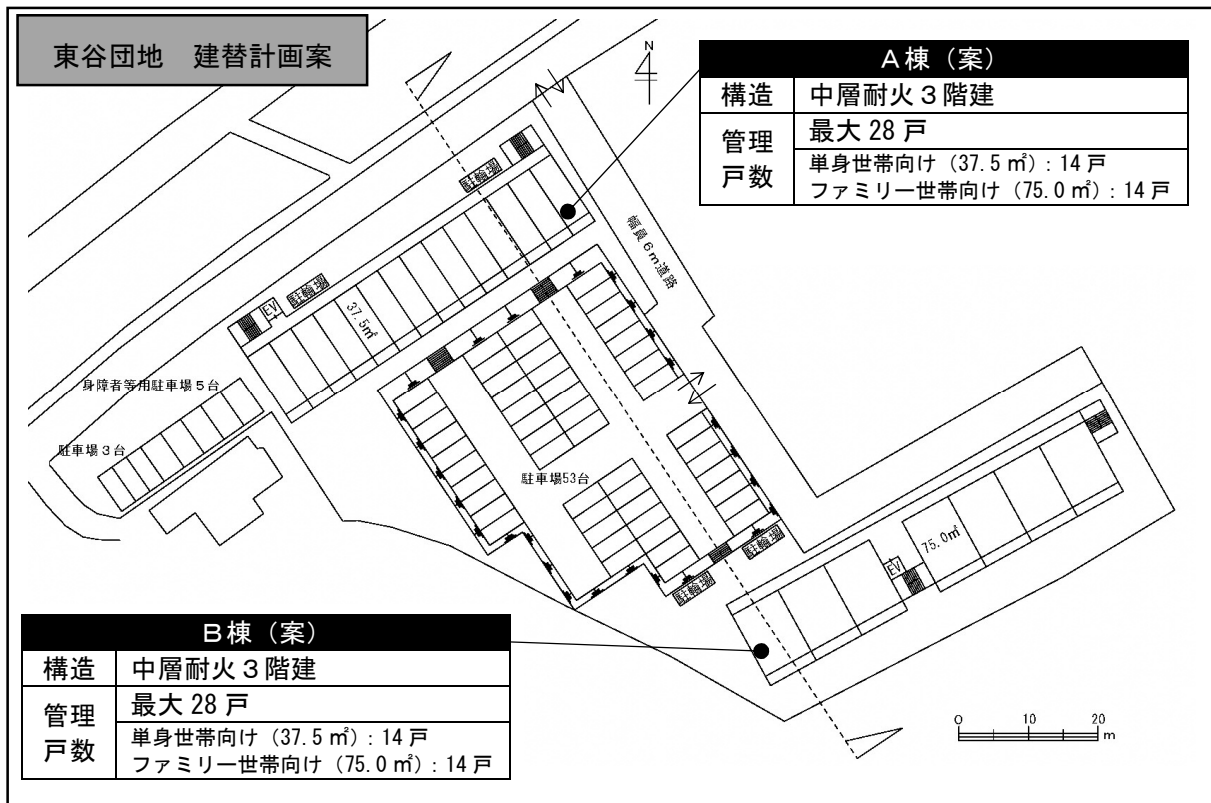 東谷団地 建替計画案
N
A棟（案）
構造 中層耐火３階建
管理戸数 最大 28 戸
単身世帯向け（37.5 ㎡）: 14 戸
ファミリー世帯向け（75.0 ㎡）: 14 戸
駐輪場
幅員６ｍ道路
EV
駐輪場
37.5㎡
身障者等用駐車場５台
駐車場３台
駐車場53台
駐輪場
駐輪場
EV
75.0㎡
B棟（案）
構造 中層耐火３階建
管理戸数 最大 28 戸
単身世帯向け（37.5 ㎡）: 14 戸
ファミリー世帯向け（75.0 ㎡）: 14 戸
0 10 20
m